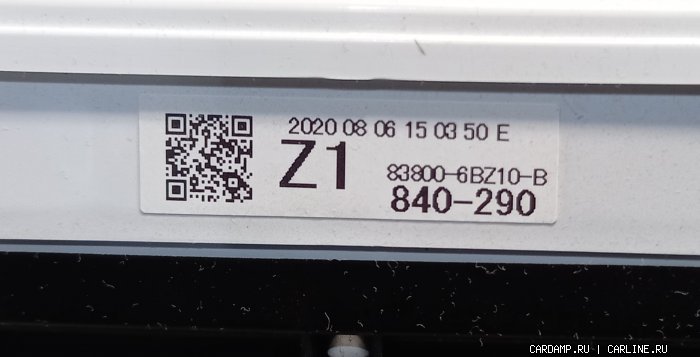 2020 08 06 15 03 50 E
Z1
83800-6BZ10-B
840-290
CARDAMP.RU | CARLINE.RU